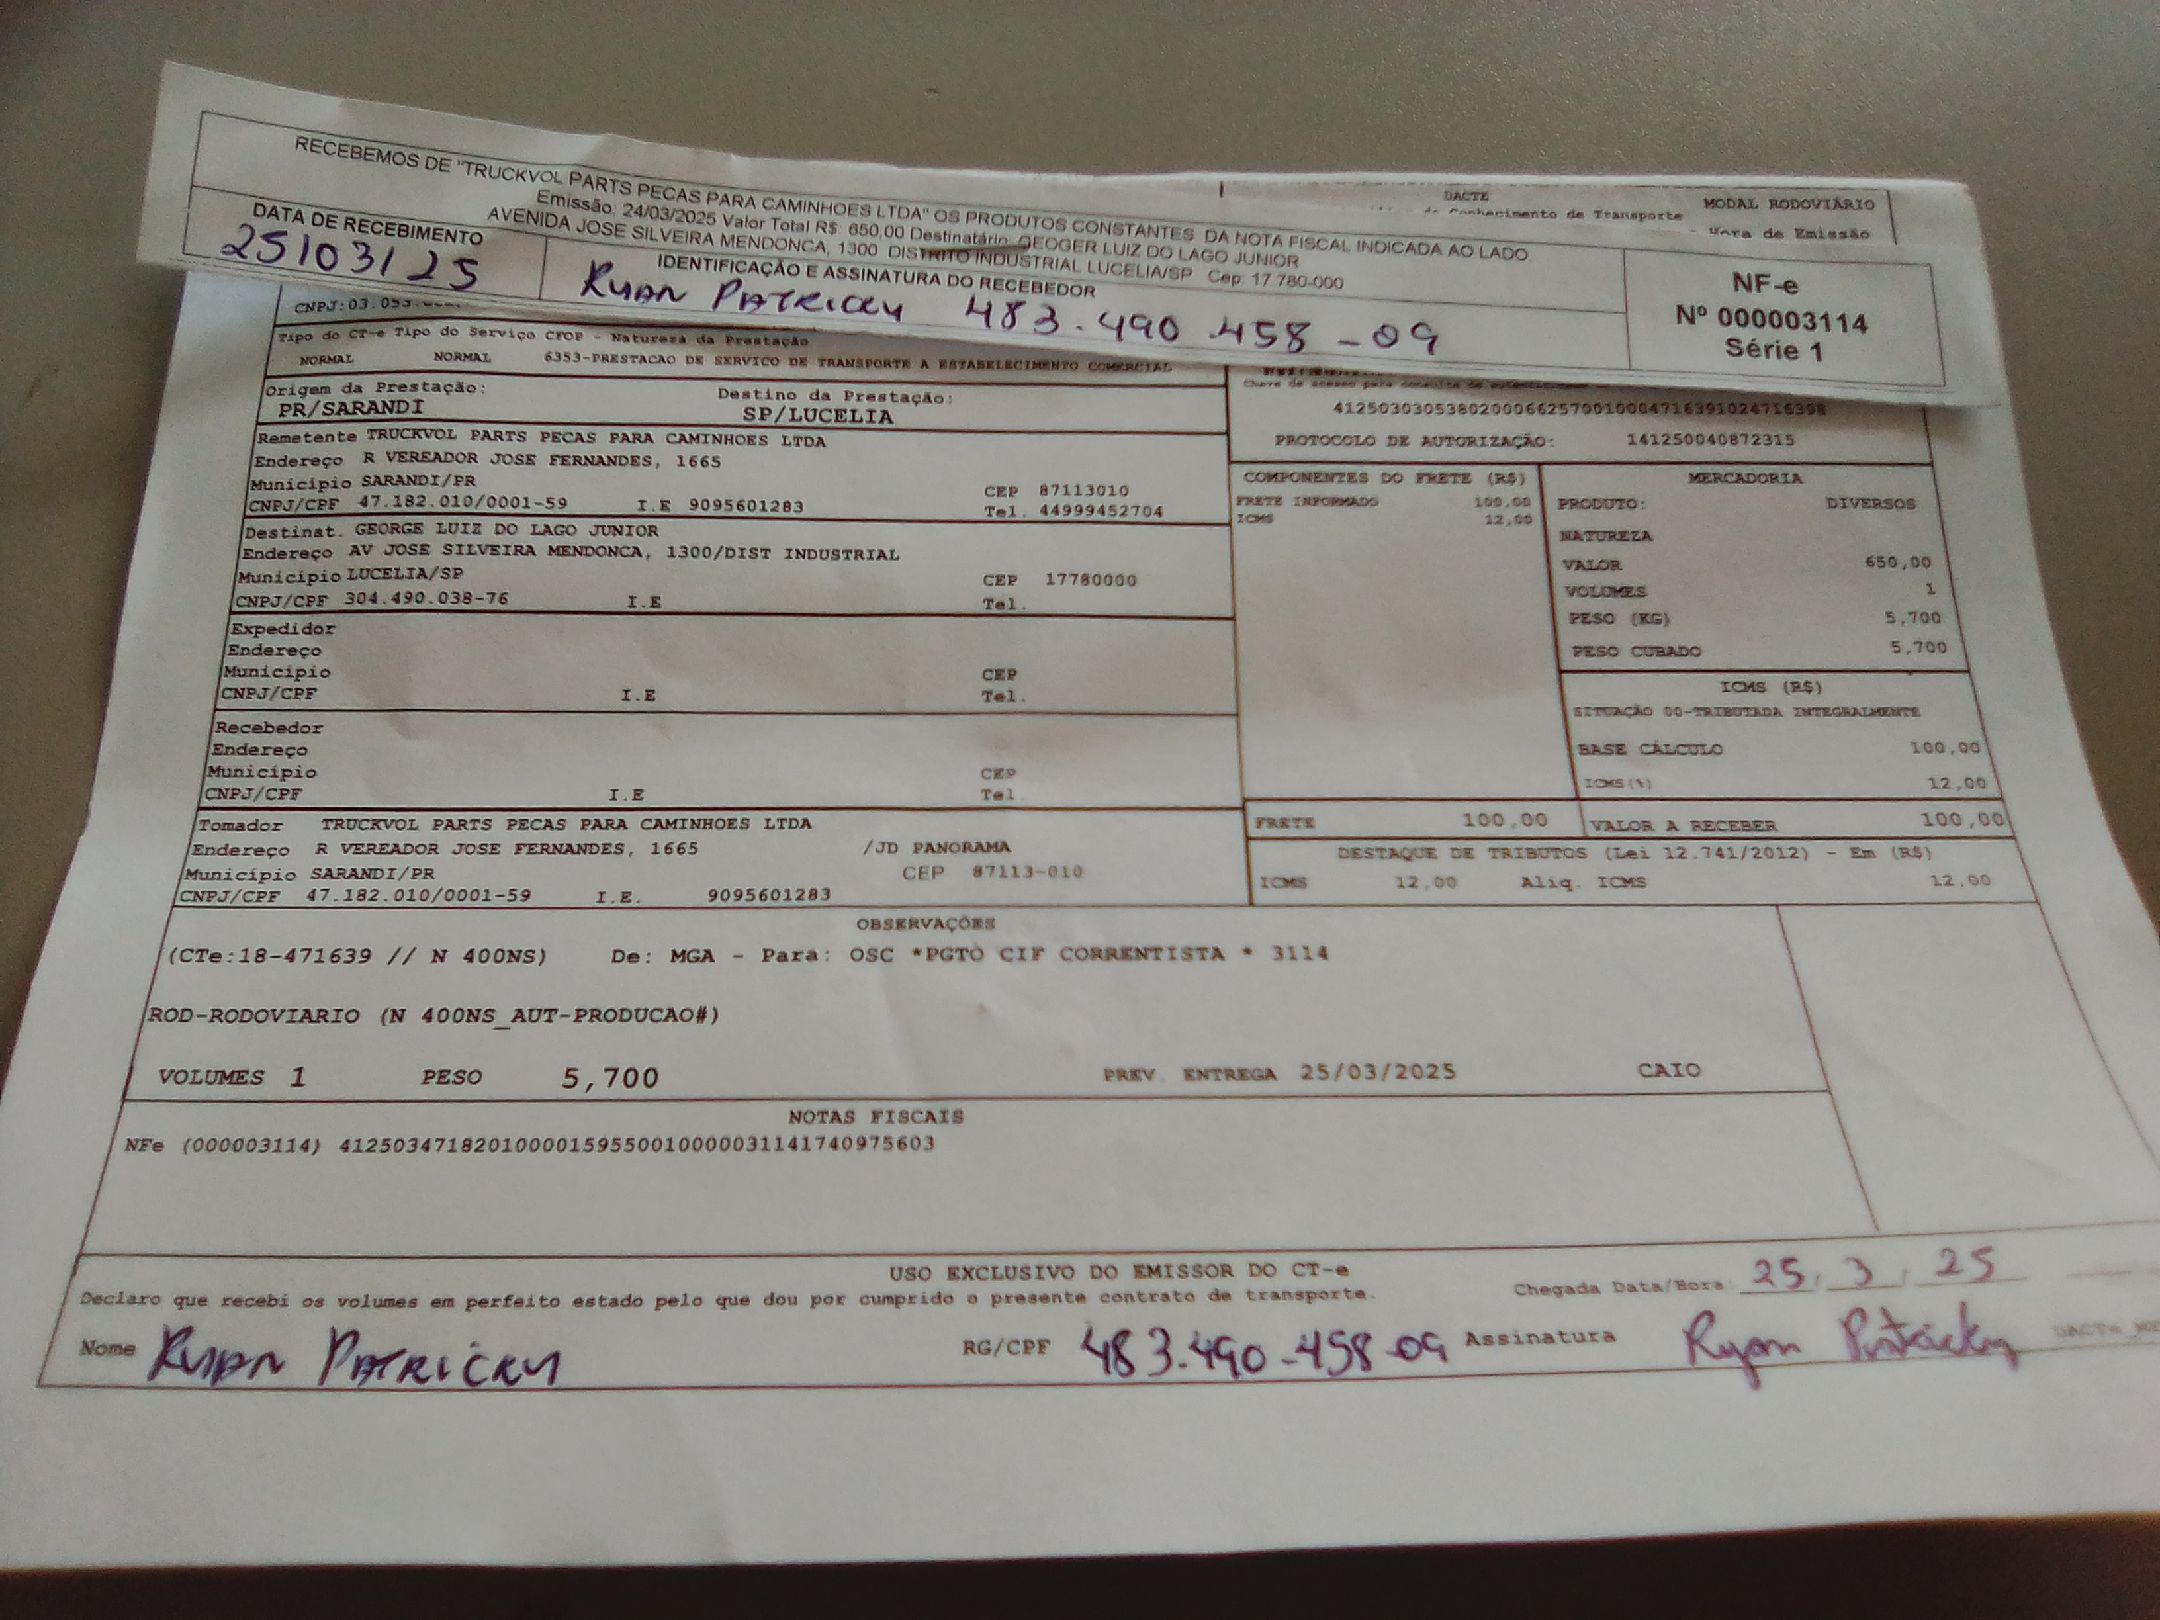 RECEBEMOS DE "TRUCKVOL PARTS PECAS PARA CAMINHOES LTDA" OS PRODUTOS CONSTANTES DA NOTA FISCAL INDICADA AO LADO
Emissão: 24/03/2025 Valor Total R$: 650,00 Destinatário: GEOGER LUIZ DO LAGO JUNIOR
AVENIDA JOSE SILVEIRA MENDONCA, 1300 DISTRITO INDUSTRIAL LUCELIA/SP Cep: 17.780-000
DATA DE RECEBIMENTO
25/03/25
IDENTIFICAÇÃO E ASSINATURA DO RECEBEDOR
Ryan Patricky 483.490.458-09
NF-e
Nº 000003114
Série 1
DACTE
MODAL RODOVIÁRIO
Conhecimento de Transporte
de Emissão
CNPJ:03.053.
Tipo do CT-e Tipo do Serviço CFOP - Natureza da Prestação
NORMAL NORMAL 6353-PRESTACAO DE SERVICO DE TRANSPORTE A ESTABELECIMENTO COMERCIAL
Origem da Prestação: Destino da Prestação:
PR/SARANDI SP/LUCELIA
Chave de acesso para consulta de
41250303053802000662570010004716391024716398
PROTOCOLO DE AUTORIZAÇÃO: 141250040872315
Remetente TRUCKVOL PARTS PECAS PARA CAMINHOES LTDA
Endereço R VEREADOR JOSE FERNANDES, 1665
Município SARANDI/PR CEP 87113010
CNPJ/CPF 47.182.010/0001-59 I.E 9095601283 Tel. 44999452704
Destinat. GEORGE LUIZ DO LAGO JUNIOR
Endereço AV JOSE SILVEIRA MENDONCA, 1300/DIST INDUSTRIAL
Município LUCELIA/SP CEP 17780000
CNPJ/CPF 304.490.038-76 I.E Tel.
Expedidor
Endereço
Município CEP
CNPJ/CPF I.E Tel.
Recebedor
Endereço
Município CEP
CNPJ/CPF I.E Tel.
Tomador TRUCKVOL PARTS PECAS PARA CAMINHOES LTDA
Endereço R VEREADOR JOSE FERNANDES, 1665 /JD PANORAMA
Município SARANDI/PR CEP 87113-010
CNPJ/CPF 47.182.010/0001-59 I.E. 9095601283
COMPONENTES DO FRETE (R$)
FRETE INFORMADO 100,00
ICMS 12,00
MERCADORIA
PRODUTO: DIVERSOS
NATUREZA
VALOR 650,00
VOLUMES 1
PESO (KG) 5,700
PESO CUBADO 5,700
ICMS (R$)
SITUAÇÃO 00-TRIBUTADA INTEGRALMENTE
BASE CÁLCULO 100,00
ICMS(%) 12,00
FRETE 100,00 VALOR A RECEBER 100,00
DESTAQUE DE TRIBUTOS (Lei 12.741/2012) - Em (R$)
ICMS 12,00 Aliq. ICMS 12,00
OBSERVAÇÕES
(CTe:18-471639 // N 400NS) De: MGA - Para: OSC *PGTO CIF CORRENTISTA * 3114
ROD-RODOVIARIO (N 400NS_AUT-PRODUCAO#)
VOLUMES 1 PESO 5,700 PREV. ENTREGA 25/03/2025 CAIO
NOTAS FISCAIS
NFe (000003114) 41250347182010000159550010000031141740975603
USO EXCLUSIVO DO EMISSOR DO CT-e
Declaro que recebi os volumes em perfeito estado pelo que dou por cumprido o presente contrato de transporte.
Chegada Data/Hora 25/3/25
Nome Ryan Patricky RG/CPF 483.490.458-09 Assinatura Ryan Patricky